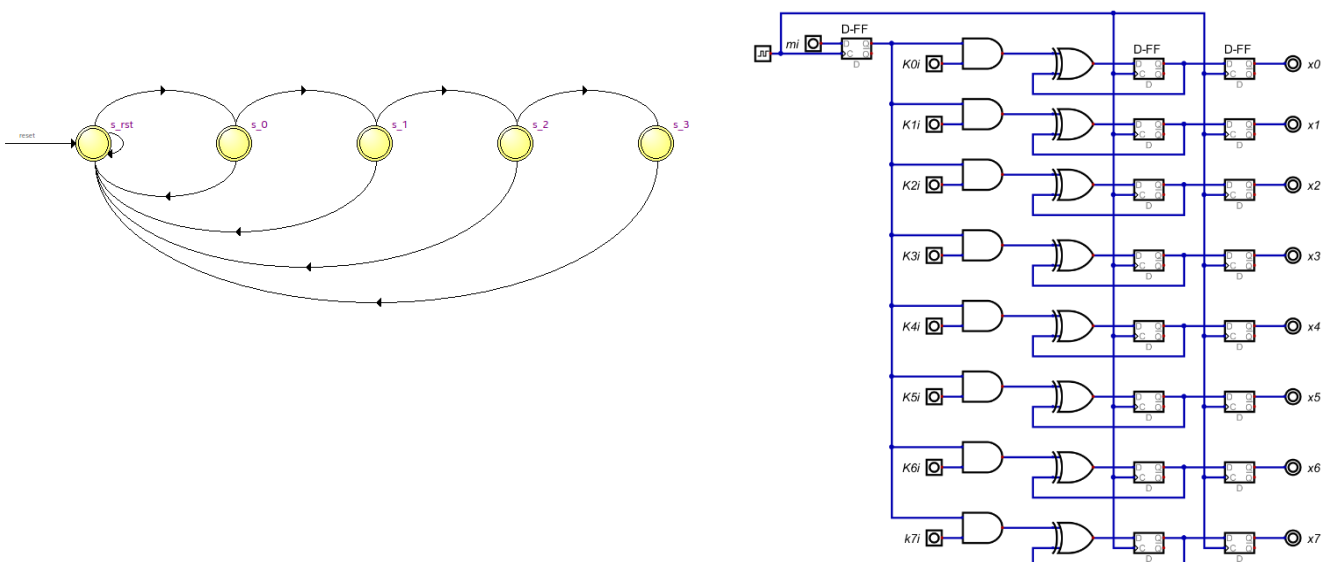 reset
s_rst
s_0
s_1
s_2
s_3
D-FF
mi
D Q
C
D
D-FF
D-FF
K0i
D Q
C
D
D Q
C
D
x0
K1i
D Q
C
D
D Q
C
D
x1
K2i
D Q
C
D
D Q
C
D
x2
K3i
D Q
C
D
D Q
C
D
x3
K4i
D Q
C
D
D Q
C
D
x4
K5i
D Q
C
D
D Q
C
D
x5
K6i
D Q
C
D
D Q
C
D
x6
k7i
D Q
C
D
D Q
C
D
x7